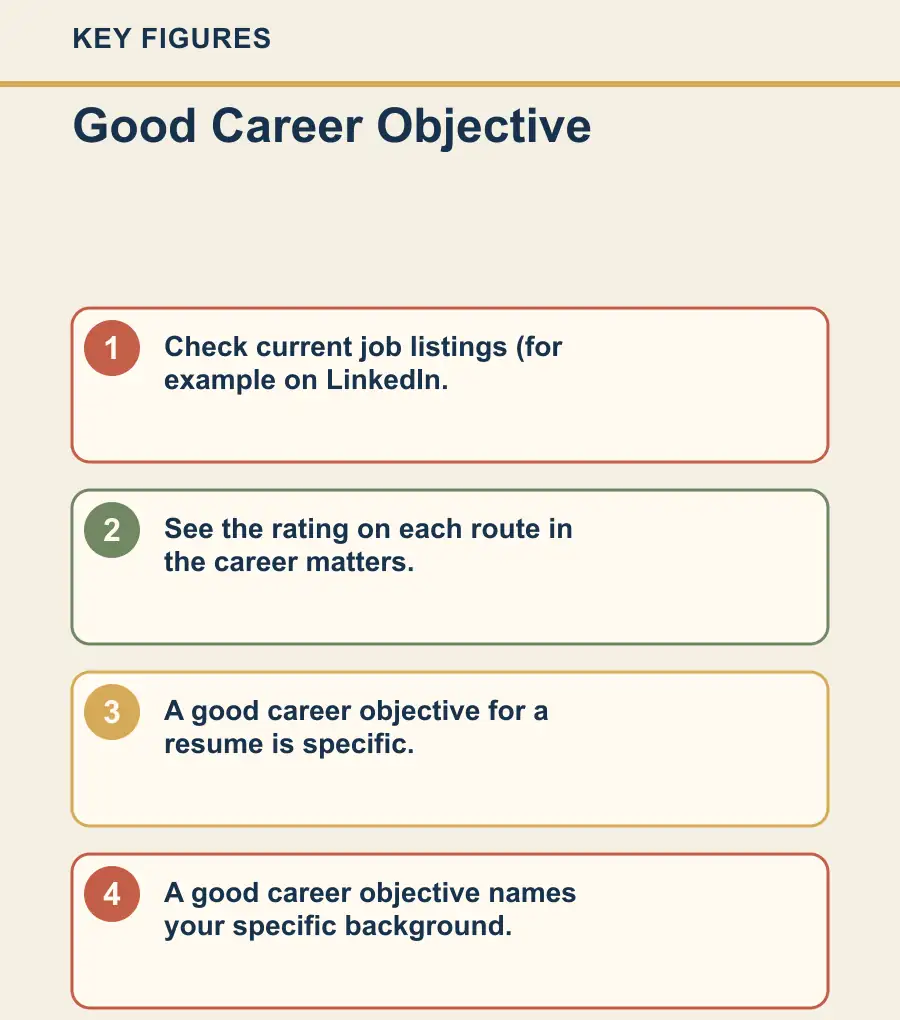 KEY FIGURES
Good Career Objective
1
Check current job listings (for
example on LinkedIn.
2
See the rating on each route in
the career matters.
3
A good career objective for a
resume is specific.
4
A good career objective names
your specific background.